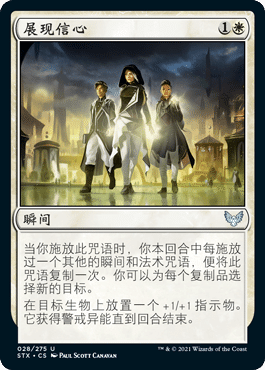 展现信心 1
瞬间
当你施放此咒语时，你本回合中每施放
过一个其他的瞬间和法术咒语，便将此
咒语复制一次。你可以为每个复制品选
择新的目标。
在目标生物上放置一个 +1/+1 指示物。
它获得警戒异能直到回合结束。
028/275 U
STX • CS PAUL SCOTT CANAVAN
™ & © 2021 Wizards of the Coast